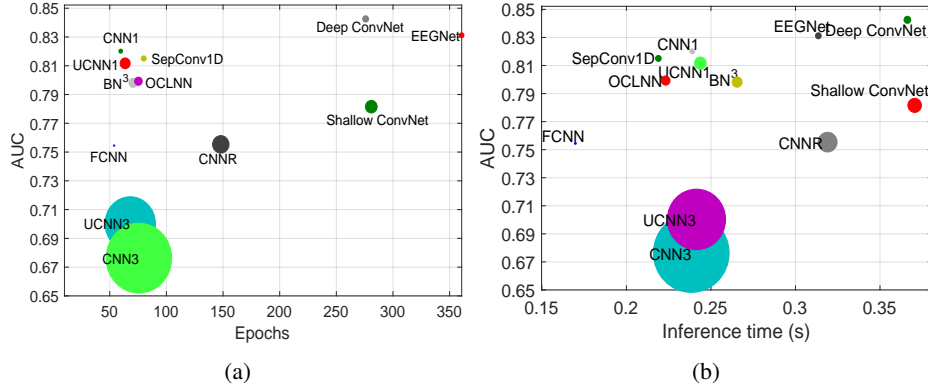 0.85
0.83
0.81
0.79
0.77
0.75
0.73
0.71
0.69
0.67
0.65
AUC
50
100
150
200
250
300
350
Epochs
Deep ConvNet
EEGNet
CNN1
SepConv1D
UCNN1
BN3
OCLNN
Shallow ConvNet
FCNN
CNNR
UCNN3
CNN3
(a)
0.85
0.83
0.81
0.79
0.77
0.75
0.73
0.71
0.69
0.67
0.65
AUC
0.15
0.2
0.25
0.3
0.35
Inference time (s)
EEGNet
Deep ConvNet
CNN1
SepConv1D
UCNN1
OCLNN
BN3
Shallow ConvNet
FCNN
CNNR
UCNN3
CNN3
(b)